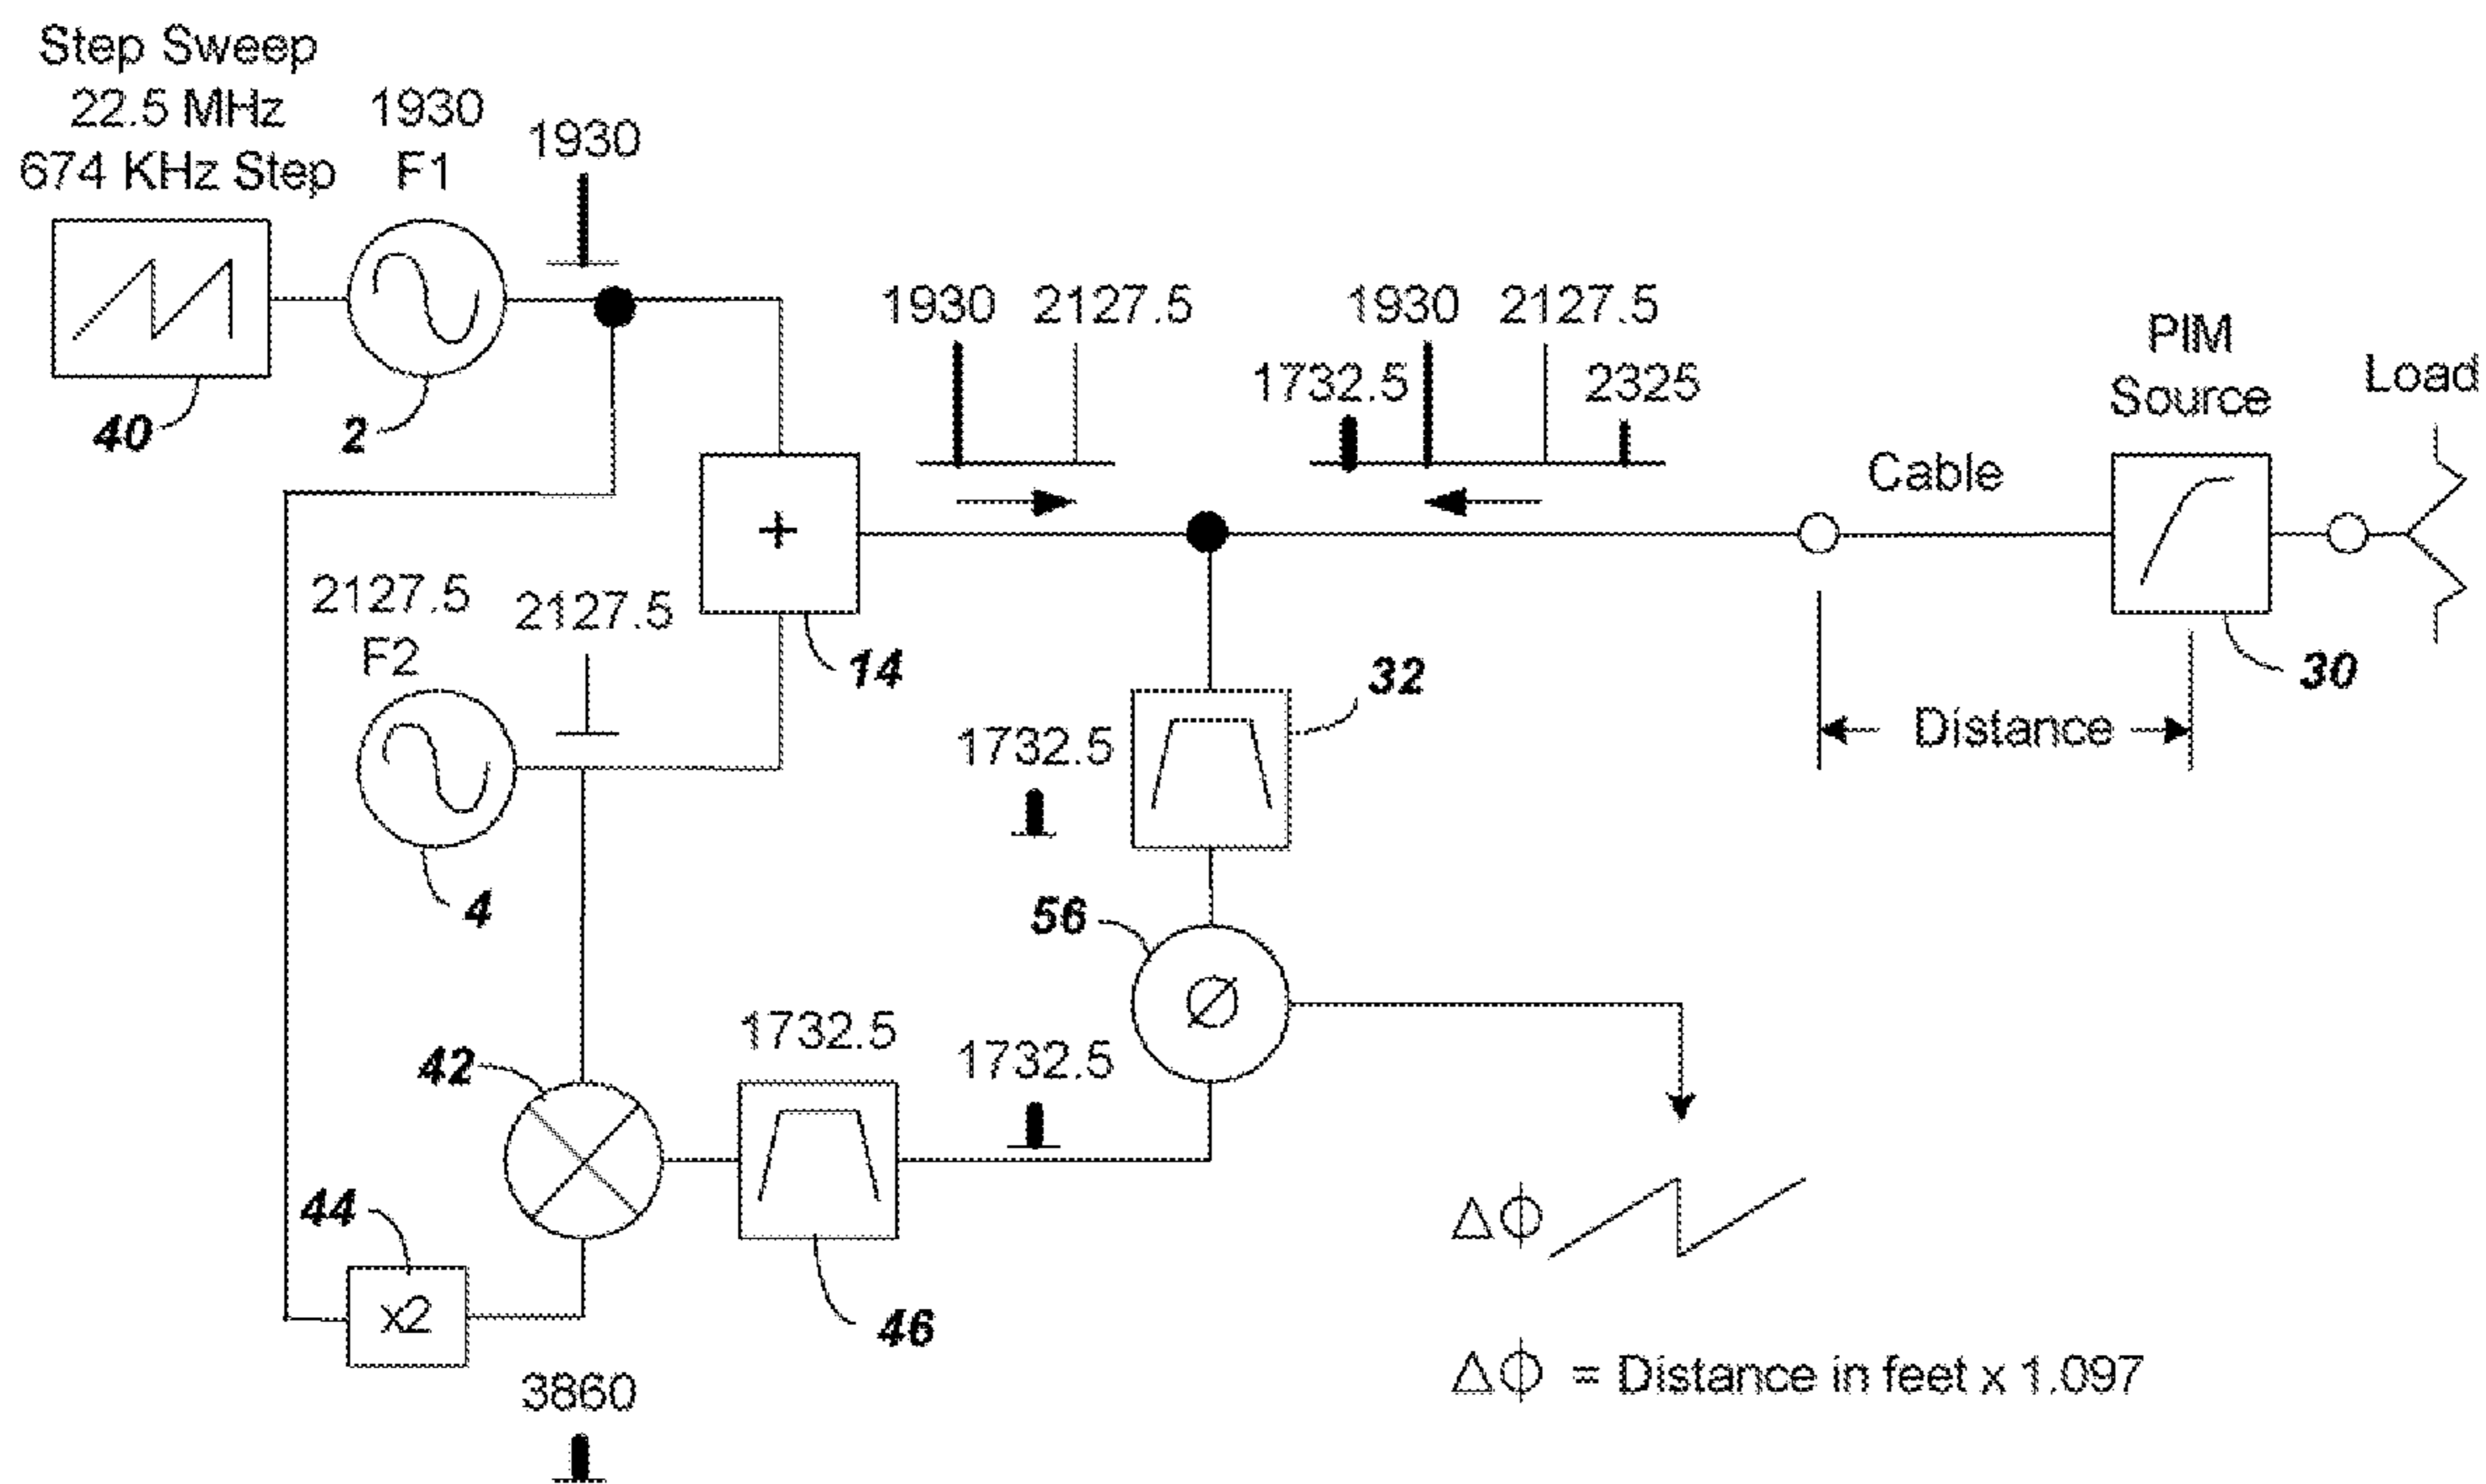 Step Sweep
22.5 MHz
674 KHz Step
1930
F1
1930
40
2
1930 2127.5
1930 2127.5
1732.5
2325
PIM
Source
Load
Cable
+
14
2127.5
F2
2127.5
4
32
30
Distance
1732.5
56
Ø
42
1732.5
1732.5
44
x2
46
3860
ΔΦ
ΔΦ = Distance in feet x 1.097